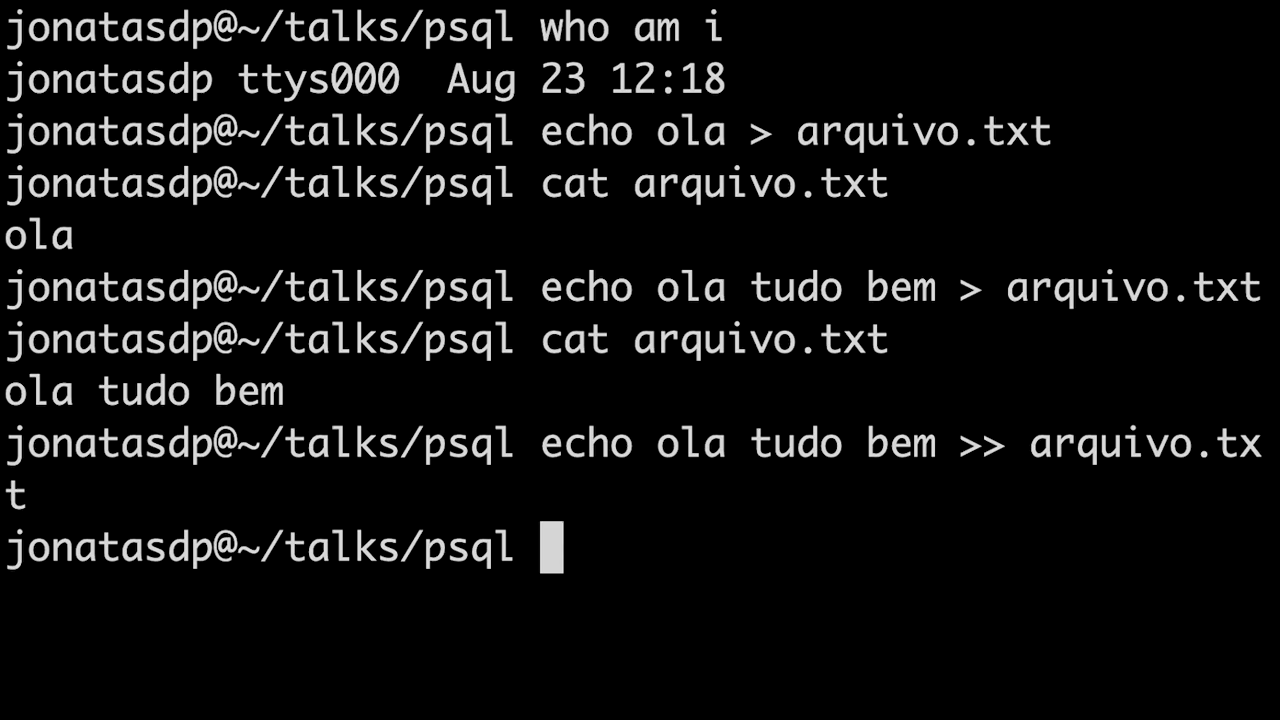 jonatasdp@~/talks/psql who am i
jonatasdp ttys000  Aug 23 12:18
jonatasdp@~/talks/psql echo ola > arquivo.txt
jonatasdp@~/talks/psql cat arquivo.txt
ola
jonatasdp@~/talks/psql echo ola tudo bem > arquivo.txt
jonatasdp@~/talks/psql cat arquivo.txt
ola tudo bem
jonatasdp@~/talks/psql echo ola tudo bem >> arquivo.tx
t
jonatasdp@~/talks/psql